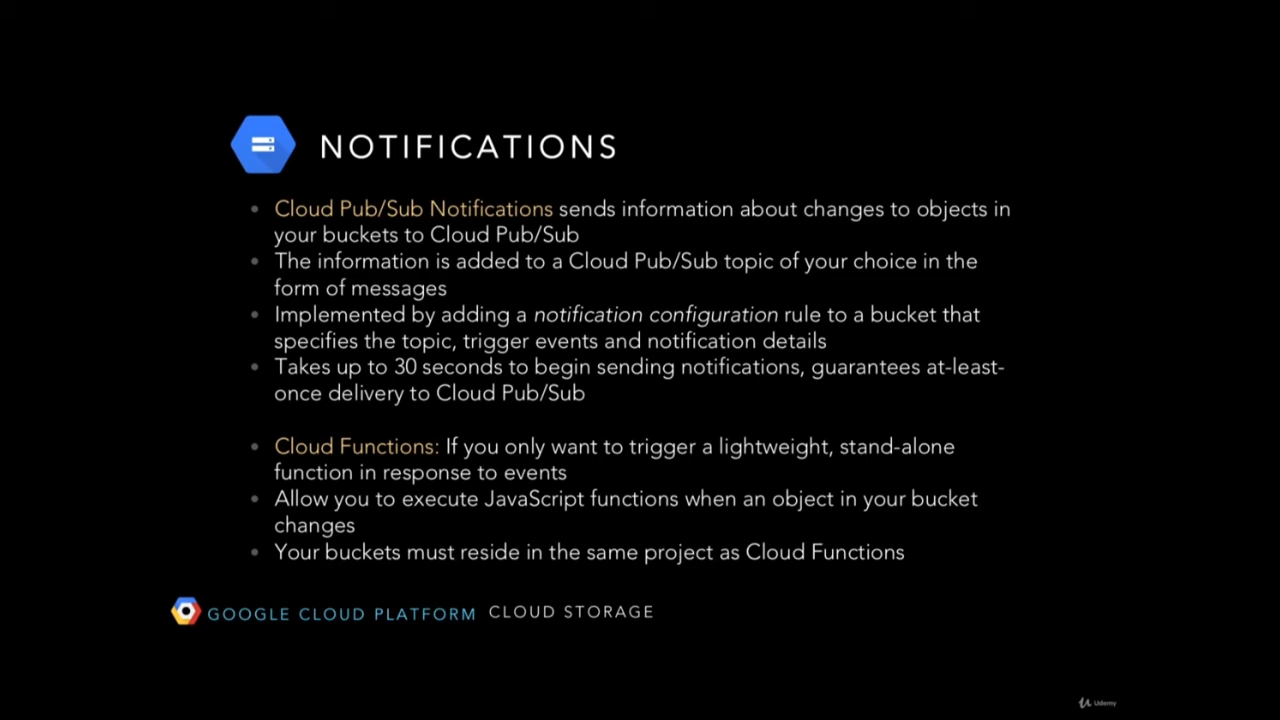 NOTIFICATIONS
• Cloud Pub/Sub Notifications sends information about changes to objects in
your buckets to Cloud Pub/Sub
• The information is added to a Cloud Pub/Sub topic of your choice in the
form of messages
• Implemented by adding a notification configuration rule to a bucket that
specifies the topic, trigger events and notification details
• Takes up to 30 seconds to begin sending notifications, guarantees at-least-
once delivery to Cloud Pub/Sub
• Cloud Functions: If you only want to trigger a lightweight, stand-alone
function in response to events
• Allow you to execute JavaScript functions when an object in your bucket
changes
• Your buckets must reside in the same project as Cloud Functions
GOOGLE CLOUD PLATFORM CLOUD STORAGE
Udemy